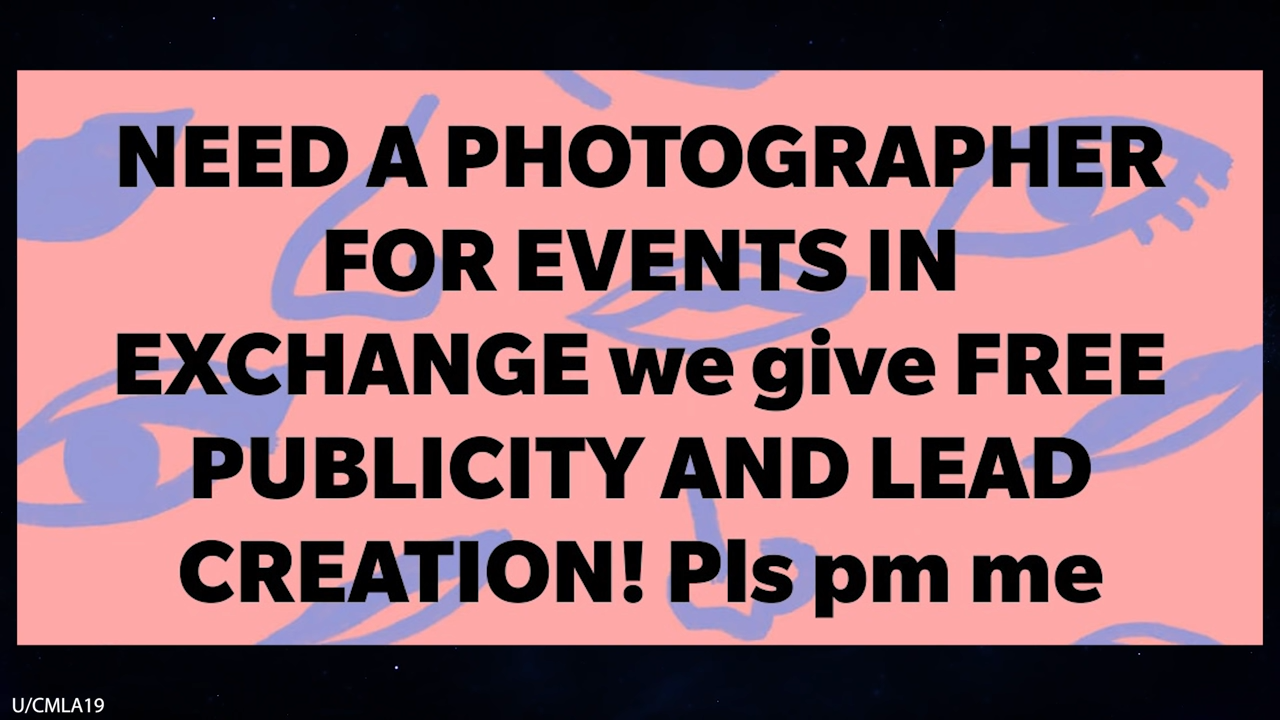 NEED A PHOTOGRAPHER
FOR EVENTS IN
EXCHANGE we give FREE
PUBLICITY AND LEAD
CREATION! Pls pm me
U/CMLA19